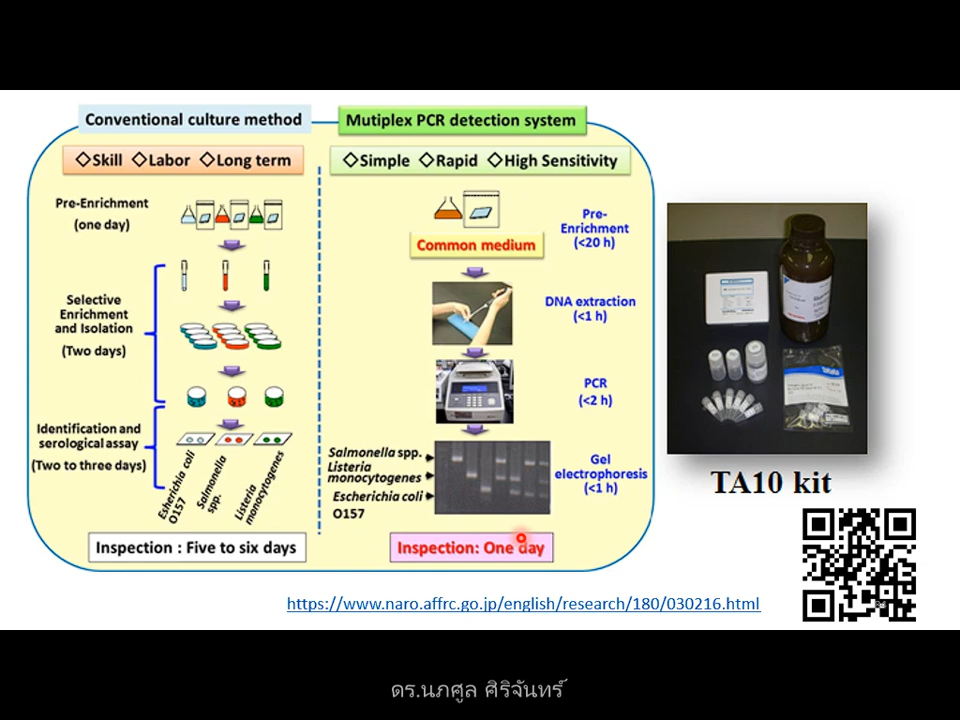 Conventional culture method
Mutiplex PCR detection system
◇Skill ◇Labor ◇Long term
◇Simple ◇Rapid ◇High Sensitivity
Pre-Enrichment
(one day)
Selective
Enrichment
and Isolation
(Two days)
Identification and
serological assay
(Two to three days)
Esherichia coli
O157
Salmonella
spp.
Listeria
monocytogenes
Inspection : Five to six days
Common medium
Pre-
Enrichment
(<20 h)
DNA extraction
(<1 h)
PCR
(<2 h)
Salmonella spp.
Listeria
monocytogenes
Escherichia coli
O157
Gel
electrophoresis
(<1 h)
Inspection: One day
TA10 kit
https://www.naro.affrc.go.jp/english/research/180/030216.html
ดร.นภศูล ศิริจันทร์